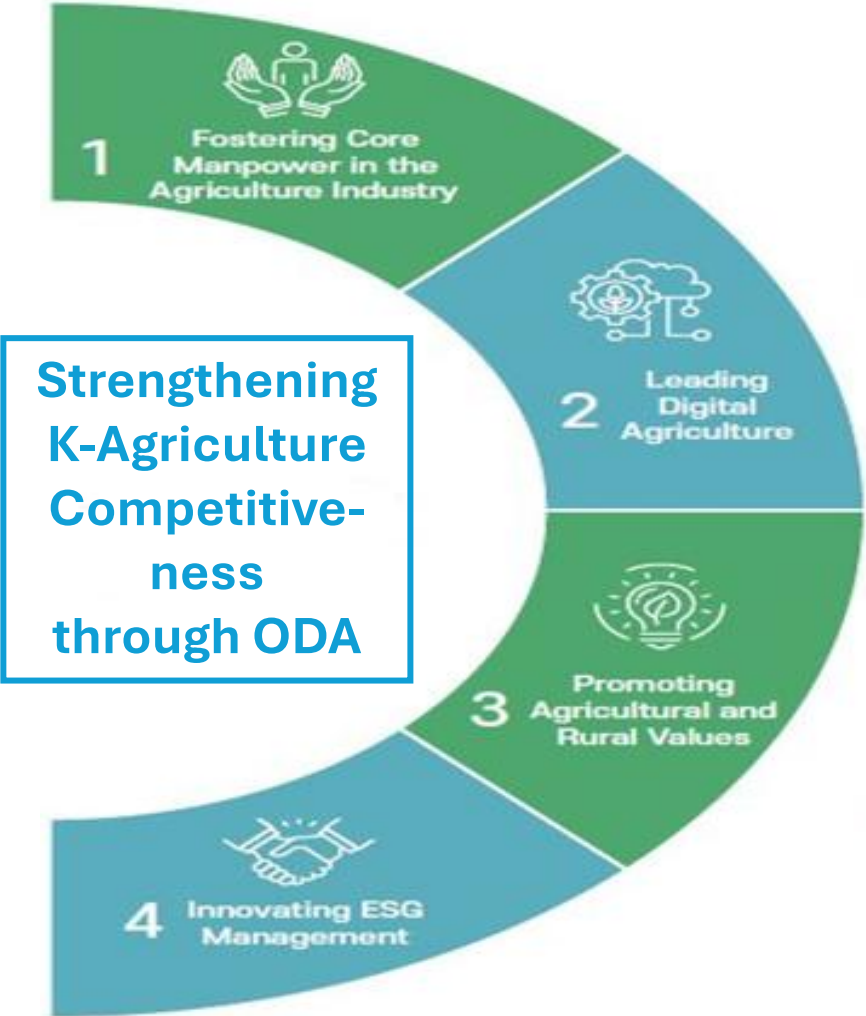 1
Fostering Core
Manpower in the
Agriculture Industry
2
Leading
Digital
Agriculture
Strengthening
K-Agriculture
Competitive-
ness
through ODA
3
Promoting
Agricultural and
Rural Values
4
Innovating ESG
Management